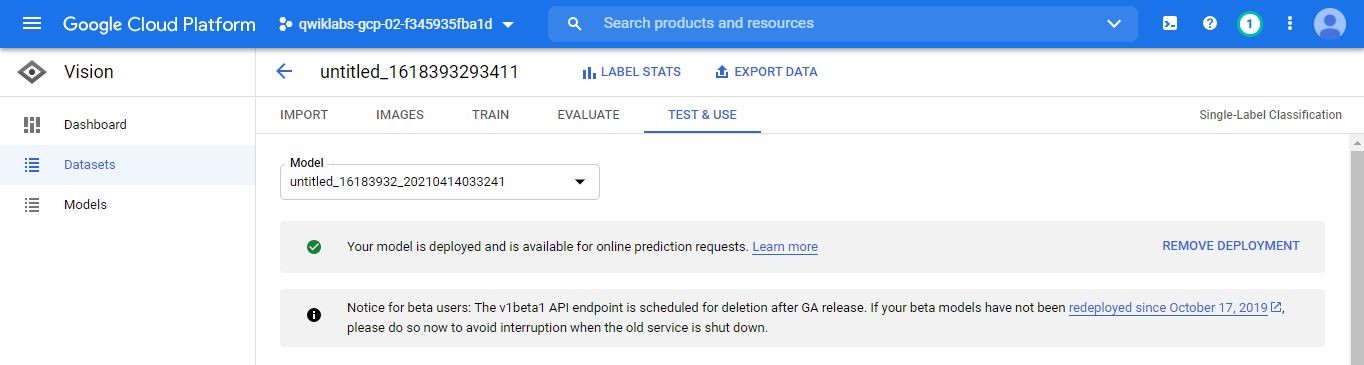 Google Cloud Platform
qwiklabs-gcp-02-f345935fba1d
Search products and resources
1
Vision
untitled_1618393293411
LABEL STATS
EXPORT DATA
Dashboard
Datasets
Models
IMPORT
IMAGES
TRAIN
EVALUATE
TEST & USE
Single-Label Classification
Model
untitled_16183932_20210414033241
Your model is deployed and is available for online prediction requests. Learn more
REMOVE DEPLOYMENT
Notice for beta users: The v1beta1 API endpoint is scheduled for deletion after GA release. If your beta models have not been redeployed since October 17, 2019,
please do so now to avoid interruption when the old service is shut down.